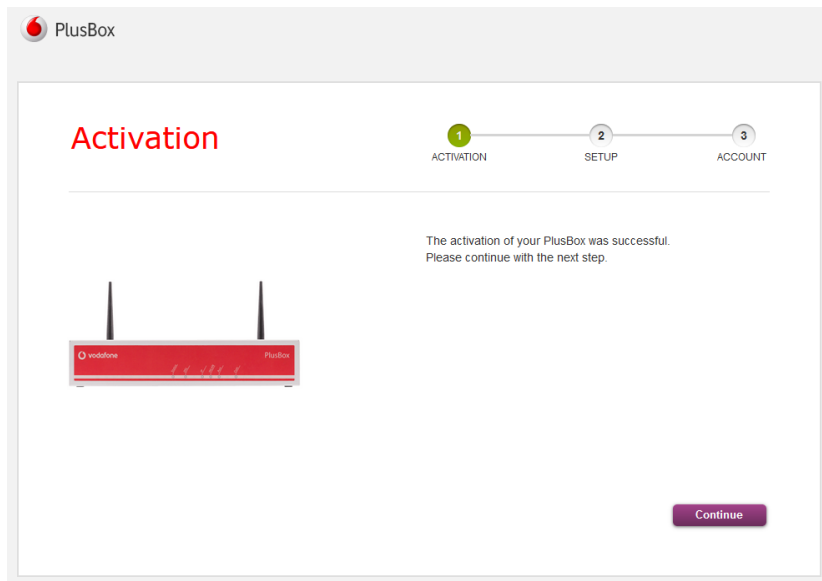 PlusBox
Activation
1
2
3
ACTIVATION
SETUP
ACCOUNT
The activation of your PlusBox was successful.
Please continue with the next step.
vodafone
PlusBox
Continue